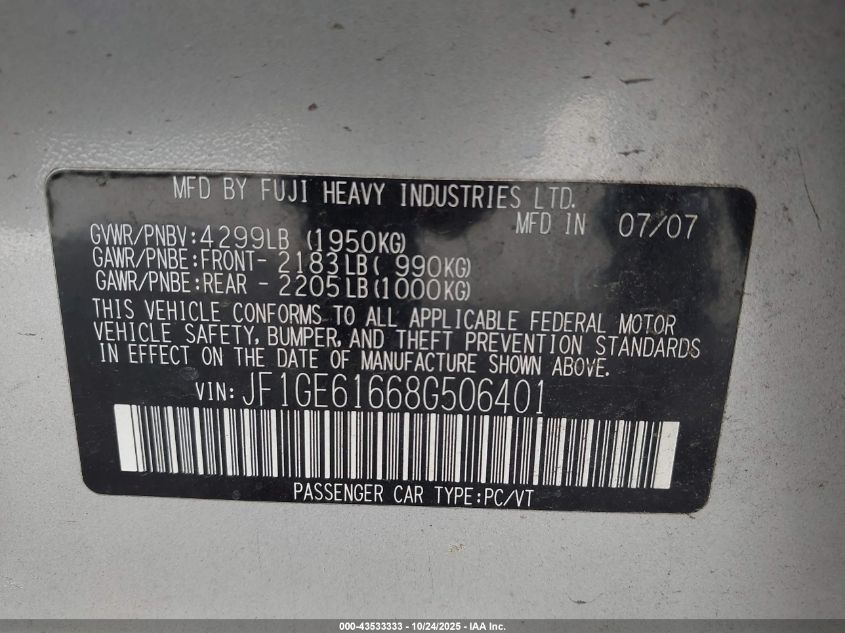 MFD BY FUJI HEAVY INDUSTRIES LTD.
MFD IN 07/07
GVWR/PNBV:4299LB (1950KG)
GAWR/PNBE:FRONT- 2183LB( 990KG)
GAWR/PNBE:REAR - 2205LB(1000KG)
THIS VEHICLE CONFORMS TO ALL APPLICABLE FEDERAL MOTOR
VEHICLE SAFETY, BUMPER, AND THEFT PREVENTION STANDARDS
IN EFFECT ON THE DATE OF MANUFACTURE SHOWN ABOVE.
VIN:JF1GE61668G506401
PASSENGER CAR TYPE:PC/VT
000-43533333 - 10/24/2025 - IAA Inc.